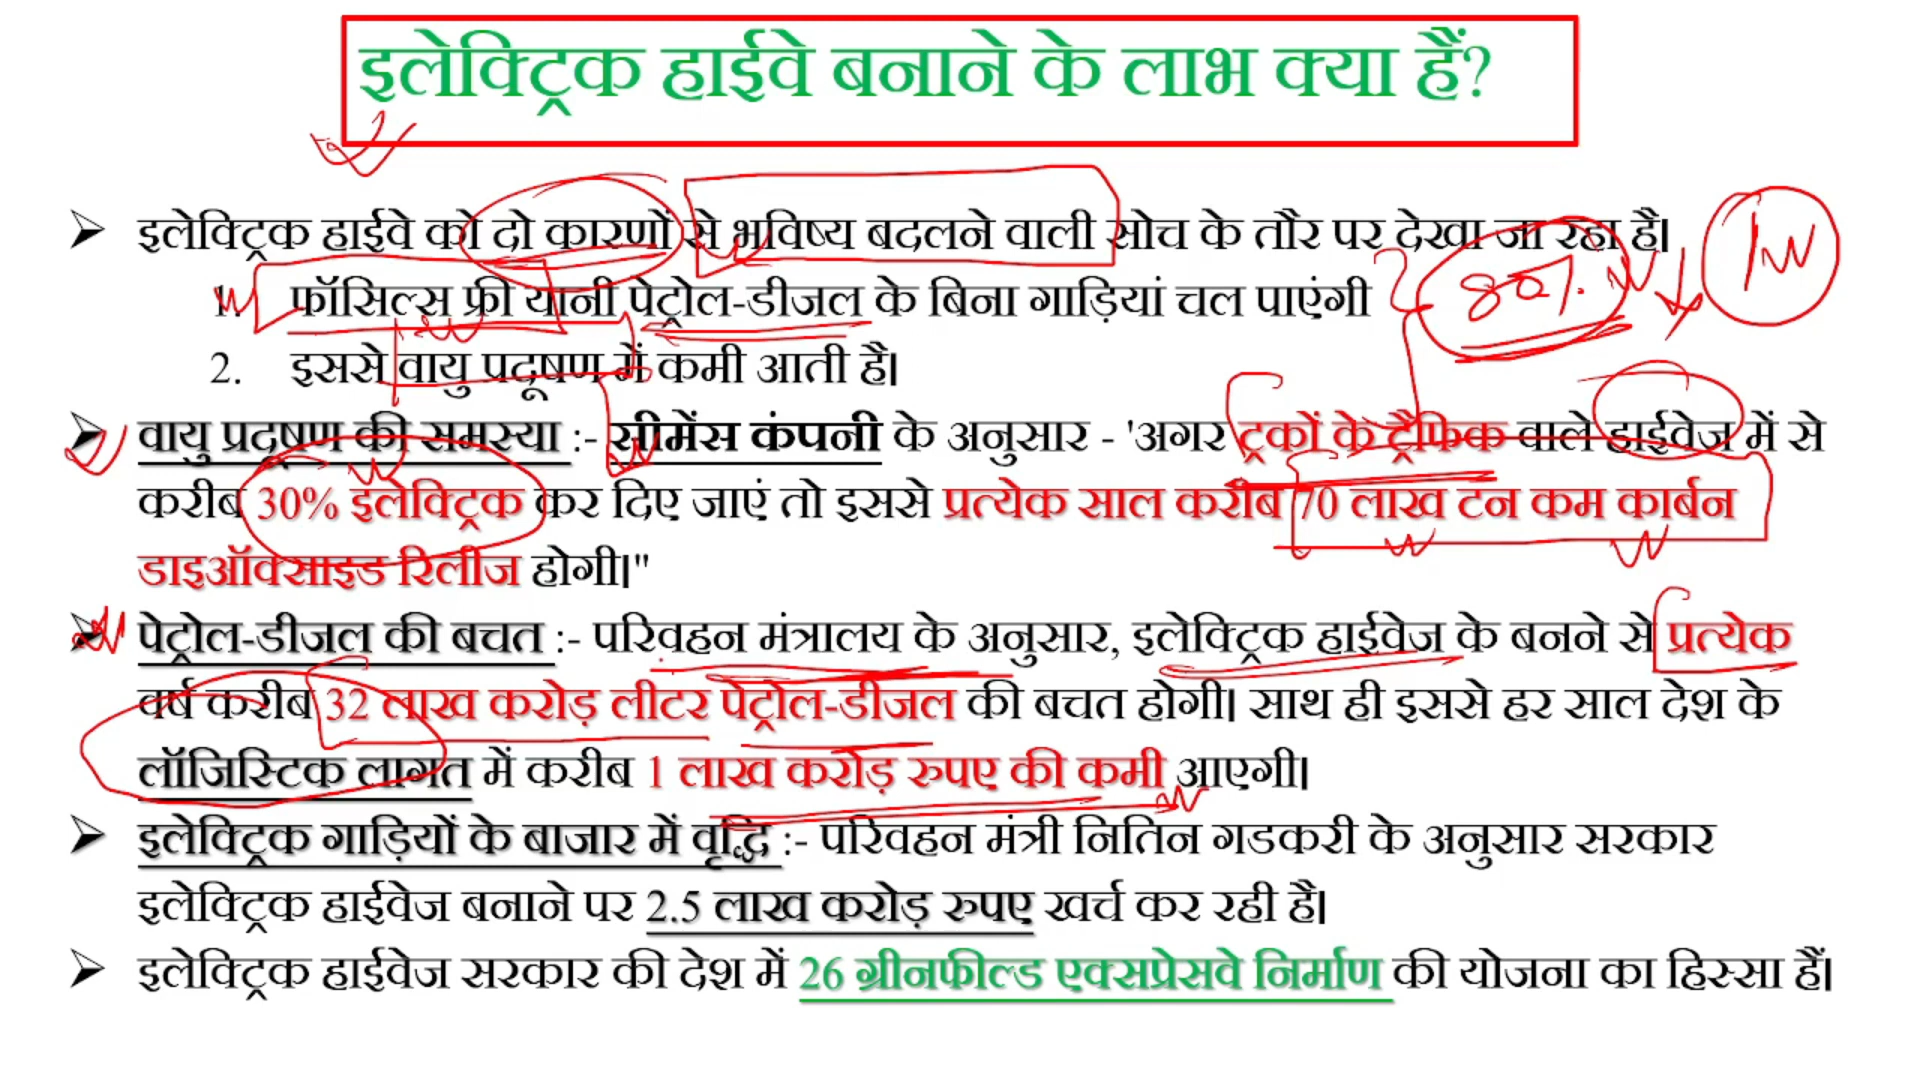 इलेक्ट्रिक हाईवे बनाने के लाभ क्या हैं?
➢ इलेक्ट्रिक हाईवे को दो कारणों से भविष्य बदलने वाली सोच के तौर पर देखा जा रहा है।
1. फॉसिल्स फ्री यानी पेट्रोल-डीजल के बिना गाड़ियां चल पाएंगी 80%
2. इससे वायु प्रदूषण में कमी आती है।
➢ वायु प्रदूषण की समस्या :- सीमेंस कंपनी के अनुसार - 'अगर ट्रकों के ट्रैफिक वाले हाईवेज में से
करीब 30% इलेक्ट्रिक कर दिए जाएं तो इससे प्रत्येक साल करीब 70 लाख टन कम कार्बन
डाइऑक्साइड रिलीज होगी।"
➢ पेट्रोल-डीजल की बचत :- परिवहन मंत्रालय के अनुसार, इलेक्ट्रिक हाईवेज के बनने से प्रत्येक
वर्ष करीब 32 लाख करोड़ लीटर पेट्रोल-डीजल की बचत होगी। साथ ही इससे हर साल देश के
लॉजिस्टिक लागत में करीब 1 लाख करोड़ रुपए की कमी आएगी।
➢ इलेक्ट्रिक गाड़ियों के बाजार में वृद्धि :- परिवहन मंत्री नितिन गडकरी के अनुसार सरकार
इलेक्ट्रिक हाईवेज बनाने पर 2.5 लाख करोड़ रुपए खर्च कर रही है।
➢ इलेक्ट्रिक हाईवेज सरकार की देश में 26 ग्रीनफील्ड एक्सप्रेसवे निर्माण की योजना का हिस्सा हैं।